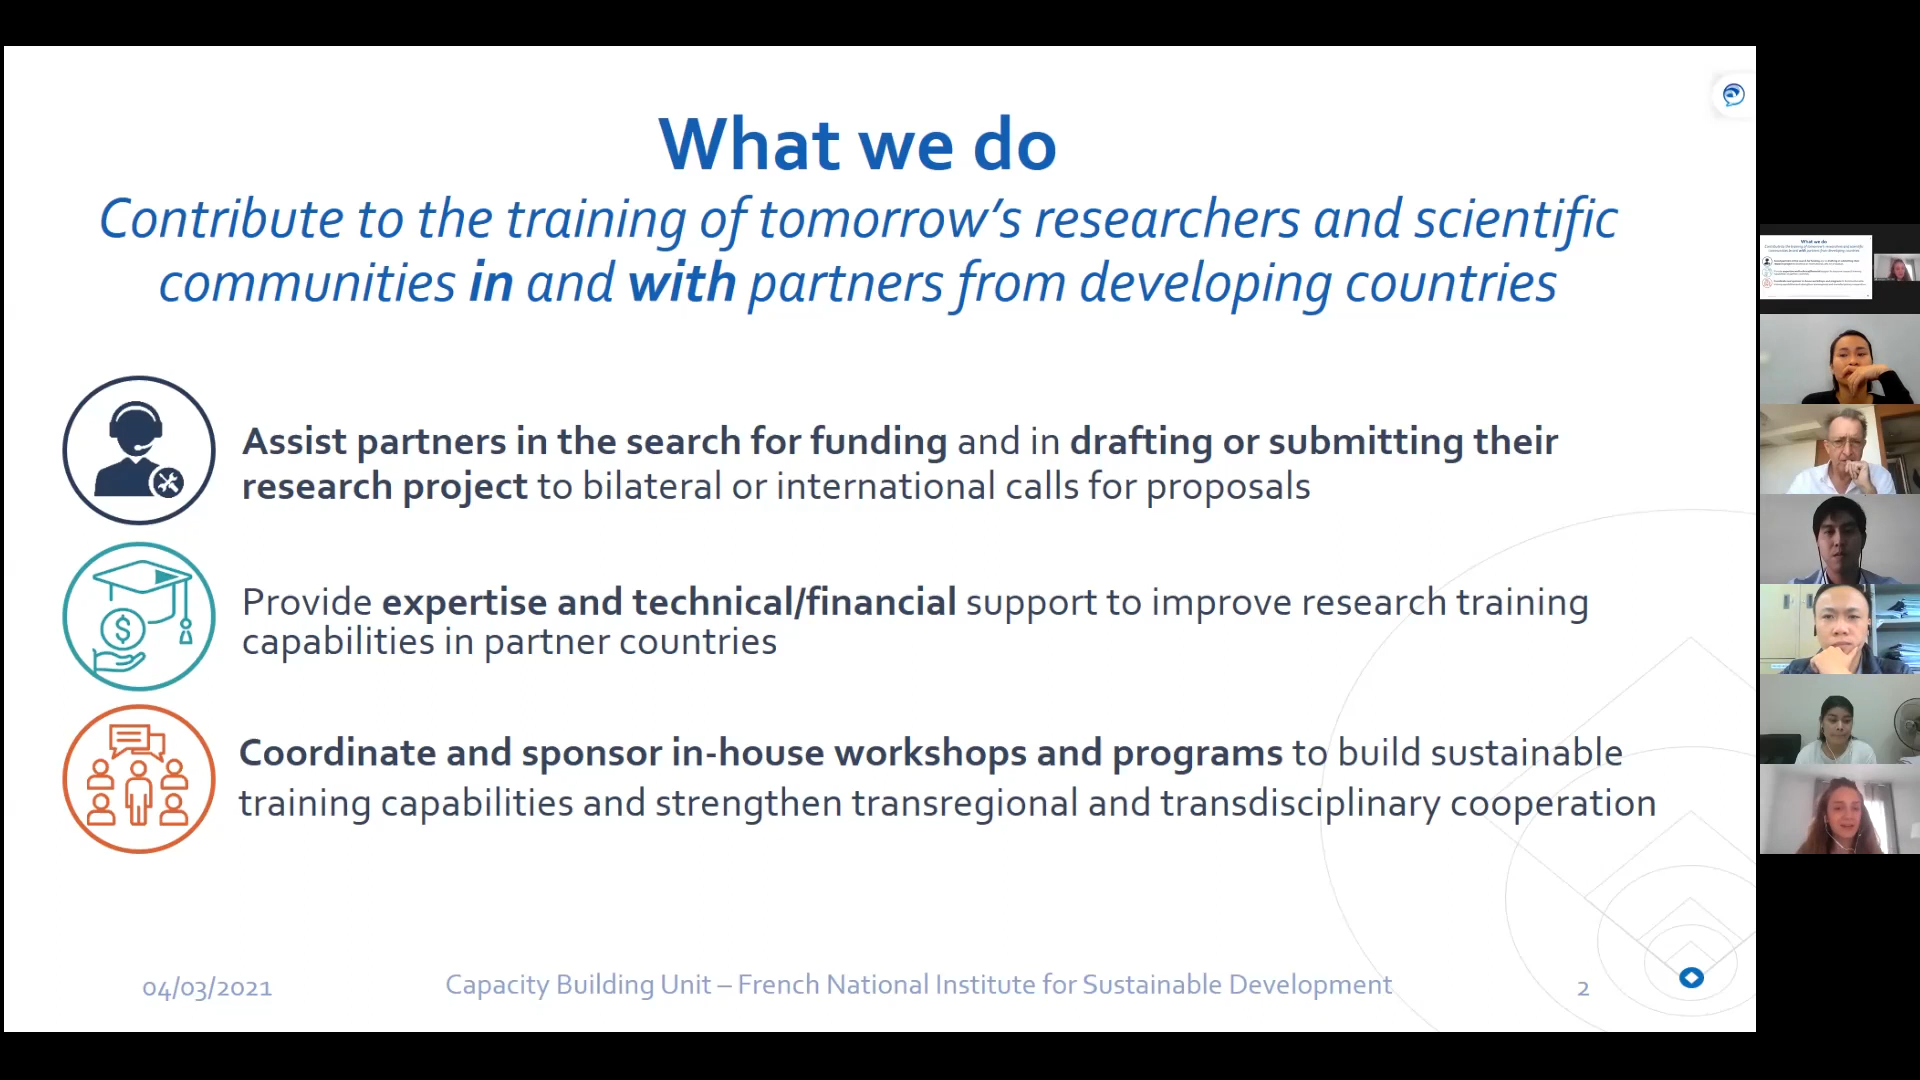 What we do
Contribute to the training of tomorrow’s researchers and scientific
communities in and with partners from developing countries
Assist partners in the search for funding and in drafting or submitting their
research project to bilateral or international calls for proposals
Provide expertise and technical/financial support to improve research training
capabilities in partner countries
Coordinate and sponsor in-house workshops and programs to build sustainable
training capabilities and strengthen transregional and transdisciplinary cooperation
04/03/2021
Capacity Building Unit – French National Institute for Sustainable Development
2
What we do